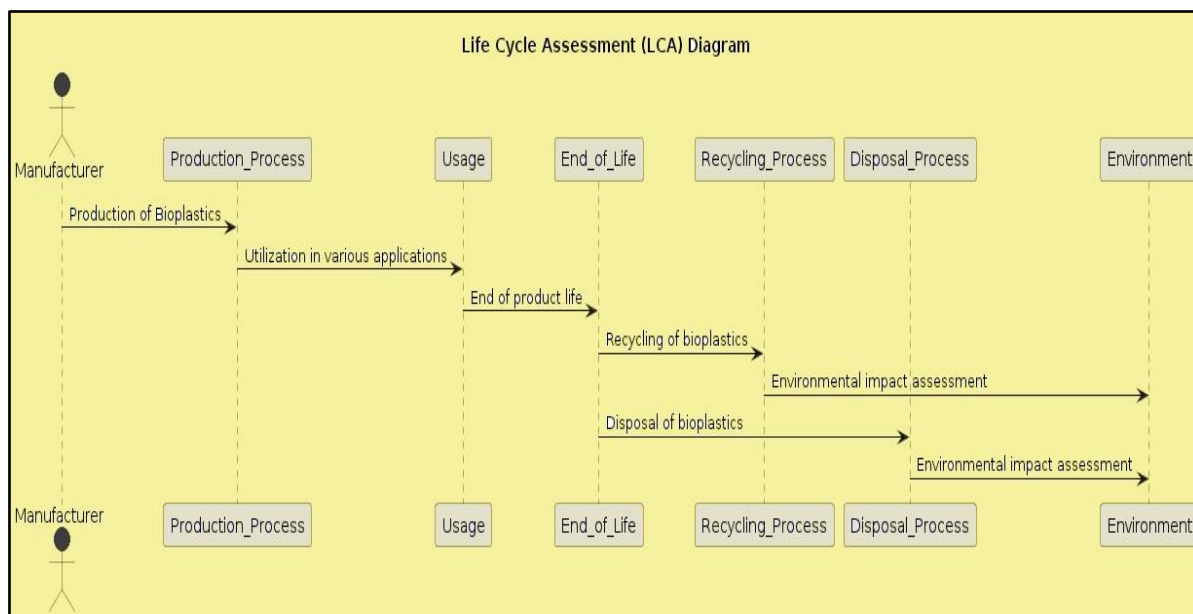 Life Cycle Assessment (LCA) Diagram
Manufacturer
Production_Process
Usage
End_of_Life
Recycling_Process
Disposal_Process
Environment
Production of Bioplastics
Utilization in various applications
End of product life
Recycling of bioplastics
Environmental impact assessment
Disposal of bioplastics
Environmental impact assessment
Manufacturer
Production_Process
Usage
End_of_Life
Recycling_Process
Disposal_Process
Environment